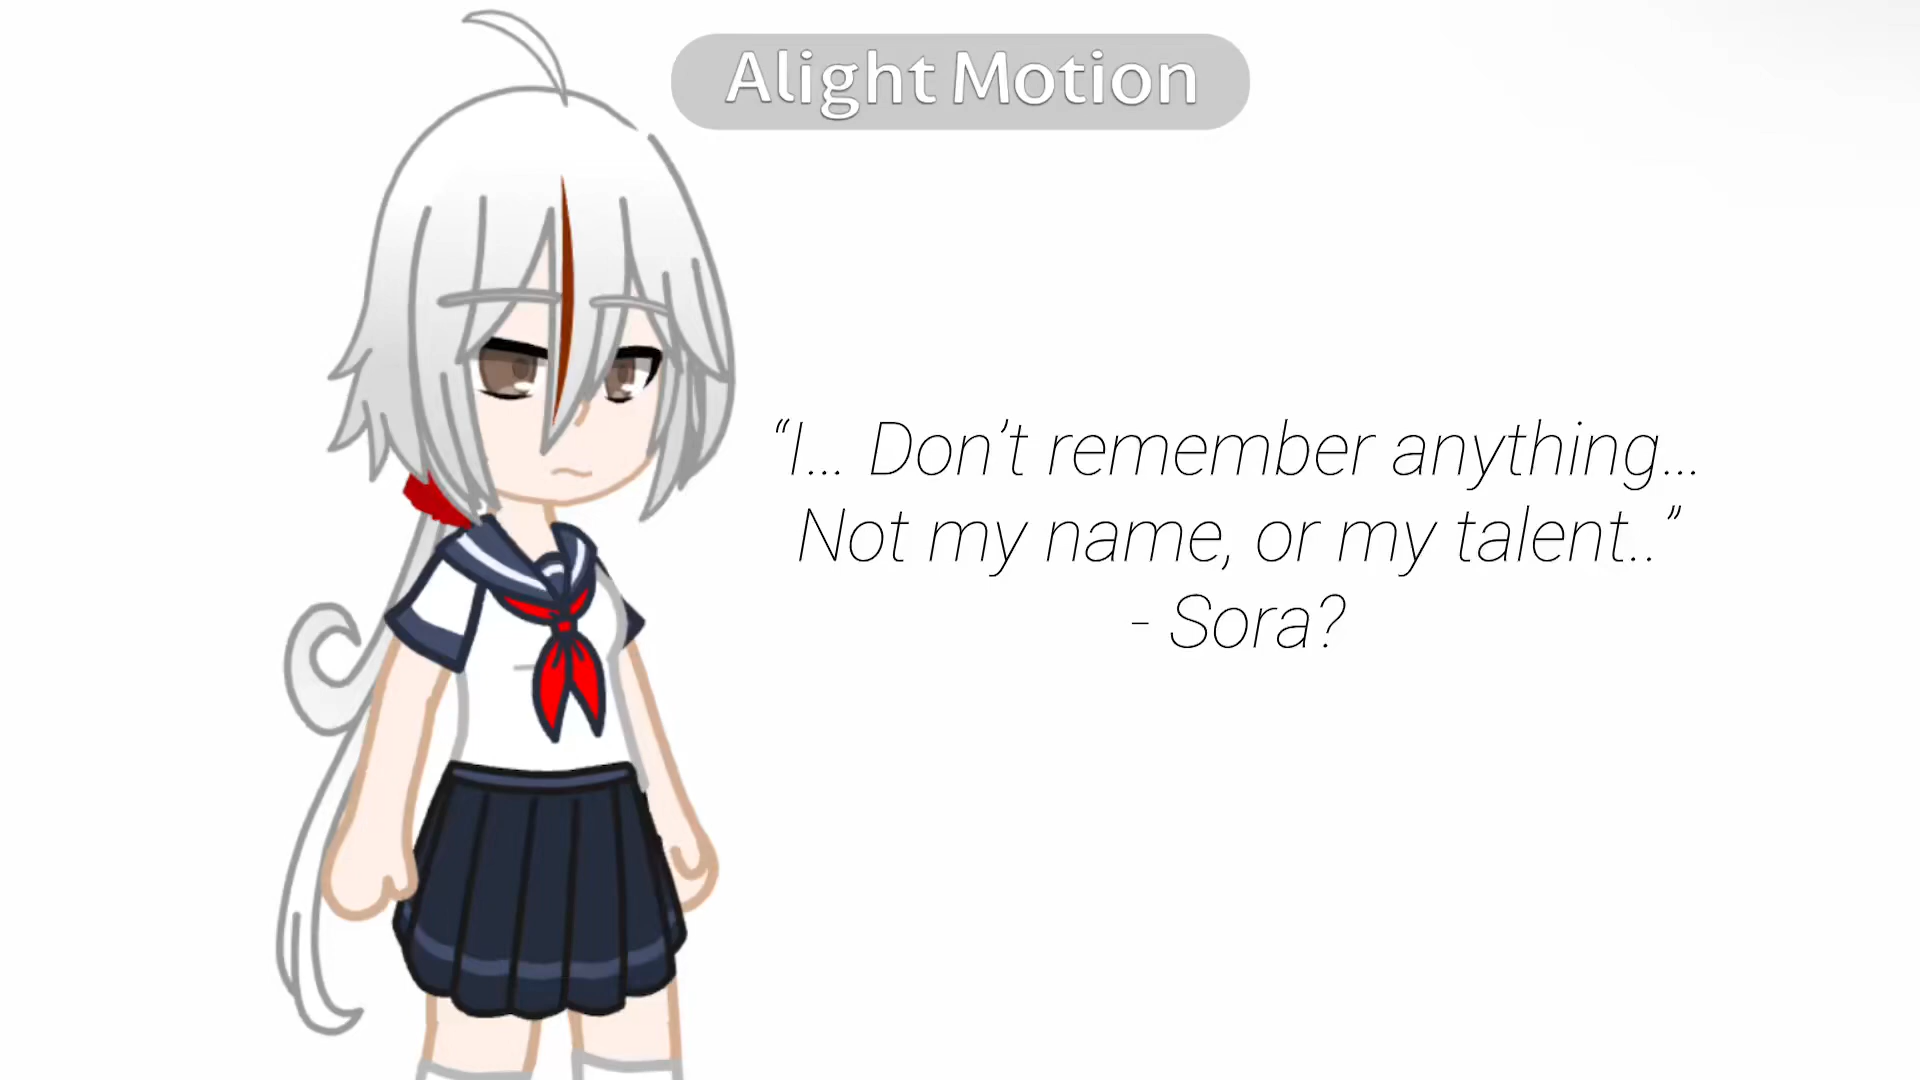 Alight Motion
“I... Don’t remember anything...
Not my name, or my talent..”
- Sora?